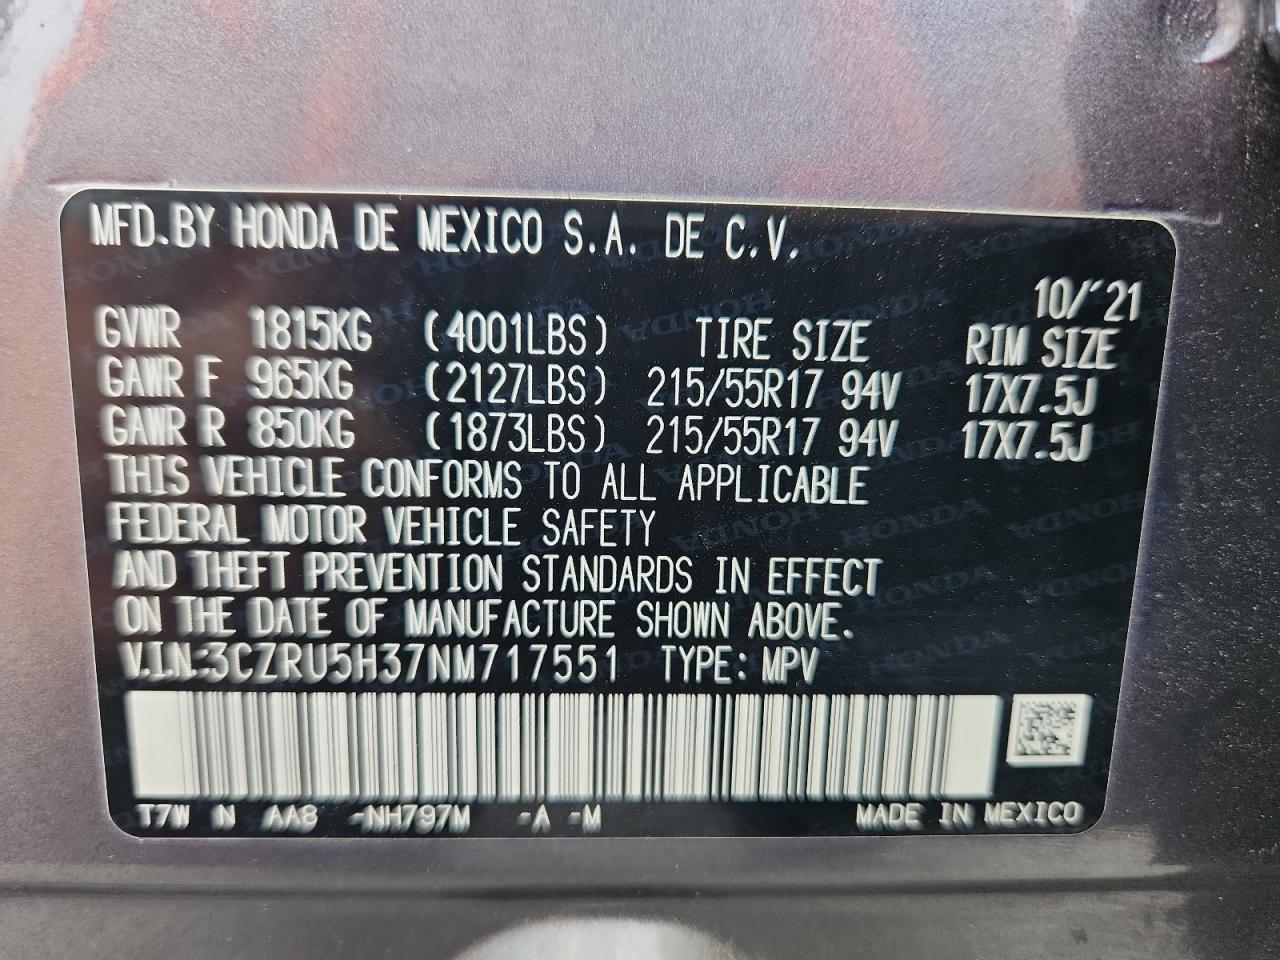 MFD.BY HONDA DE MEXICO S.A. DE C.V.
10/'21
GVWR 1815KG (4001LBS) TIRE SIZE RIM SIZE
GAWR F 965KG (2127LBS) 215/55R17 94V 17X7.5J
GAWR R 850KG (1873LBS) 215/55R17 94V 17X7.5J
THIS VEHICLE CONFORMS TO ALL APPLICABLE
FEDERAL MOTOR VEHICLE SAFETY
AND THEFT PREVENTION STANDARDS IN EFFECT
ON THE DATE OF MANUFACTURE SHOWN ABOVE.
V.I.N.:3CZRU5H37NM717551 TYPE: MPV
T7W N AA8 -NH797M -A -M MADE IN MEXICO